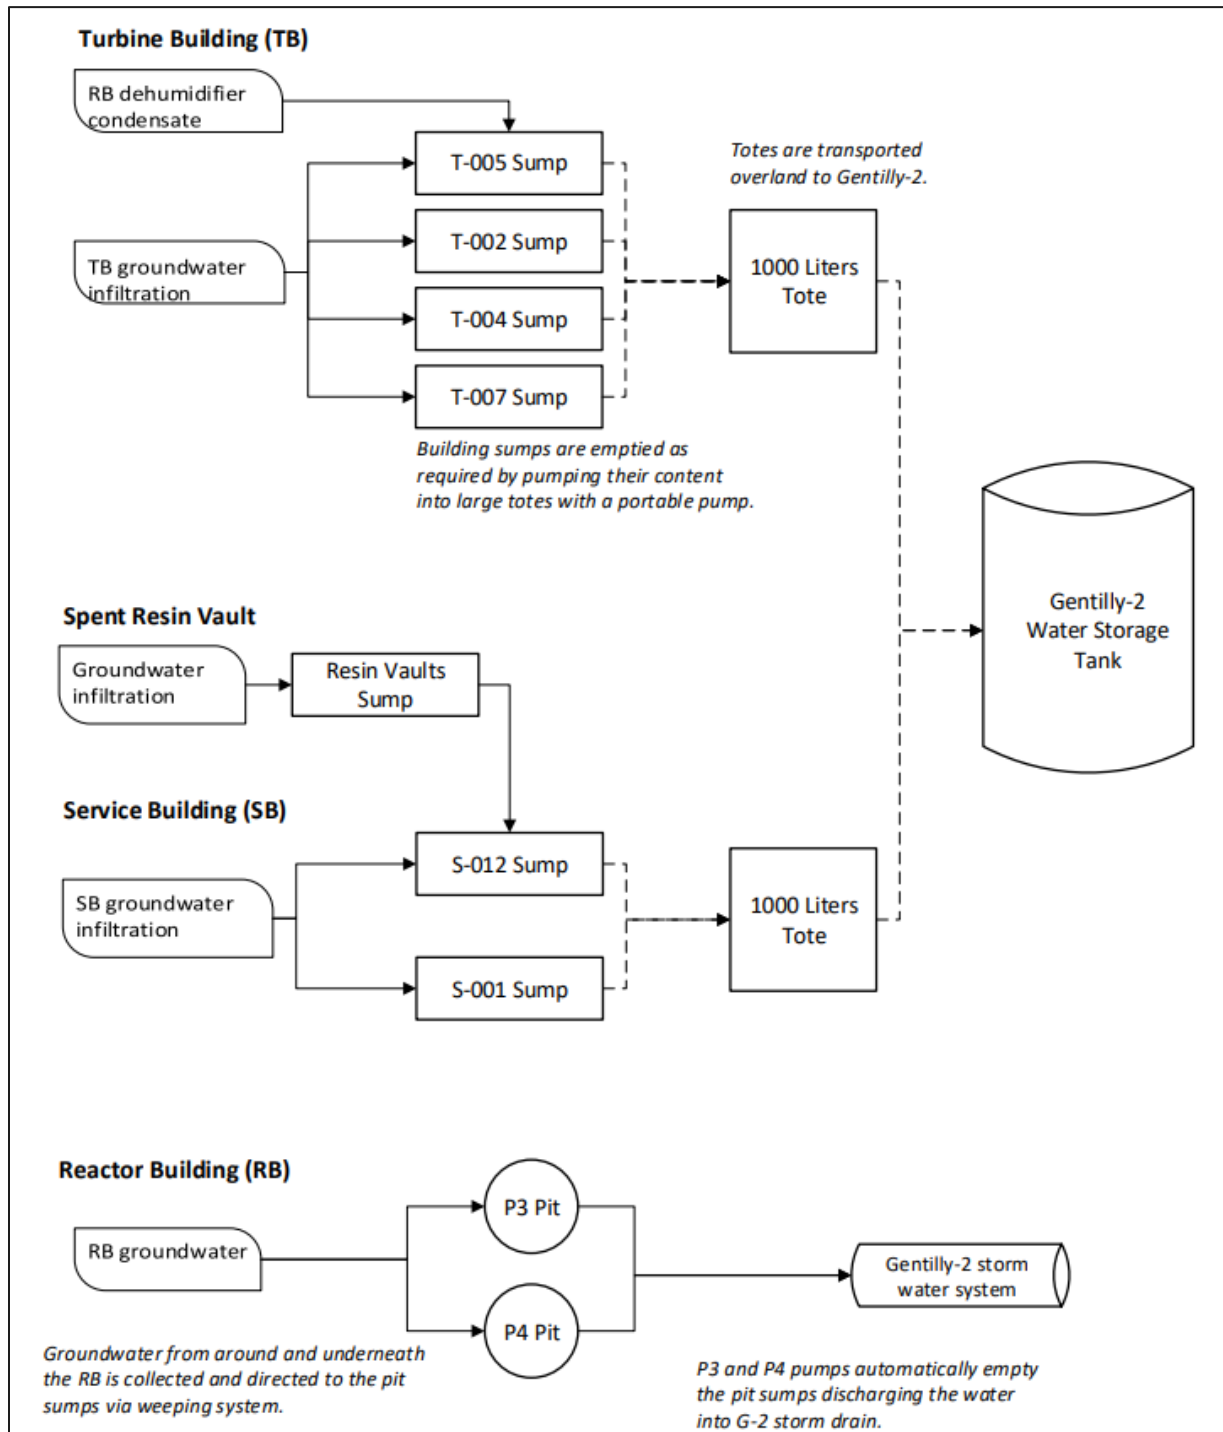 Turbine Building (TB)
RB dehumidifier
condensate
T-005 Sump
Totes are transported
overland to Gentilly-2.
T-002 Sump
TB groundwater
infiltration
1000 Liters
Tote
T-004 Sump
T-007 Sump
Building sumps are emptied as
required by pumping their content
into large totes with a portable pump.
Gentilly-2
Water Storage
Tank
Spent Resin Vault
Groundwater
infiltration
Resin Vaults
Sump
Service Building (SB)
S-012 Sump
SB groundwater
infiltration
1000 Liters
Tote
S-001 Sump
Reactor Building (RB)
P3 Pit
RB groundwater
Gentilly-2 storm
water system
P4 Pit
Groundwater from around and underneath
the RB is collected and directed to the pit
sumps via weeping system.
P3 and P4 pumps automatically empty
the pit sumps discharging the water
into G-2 storm drain.